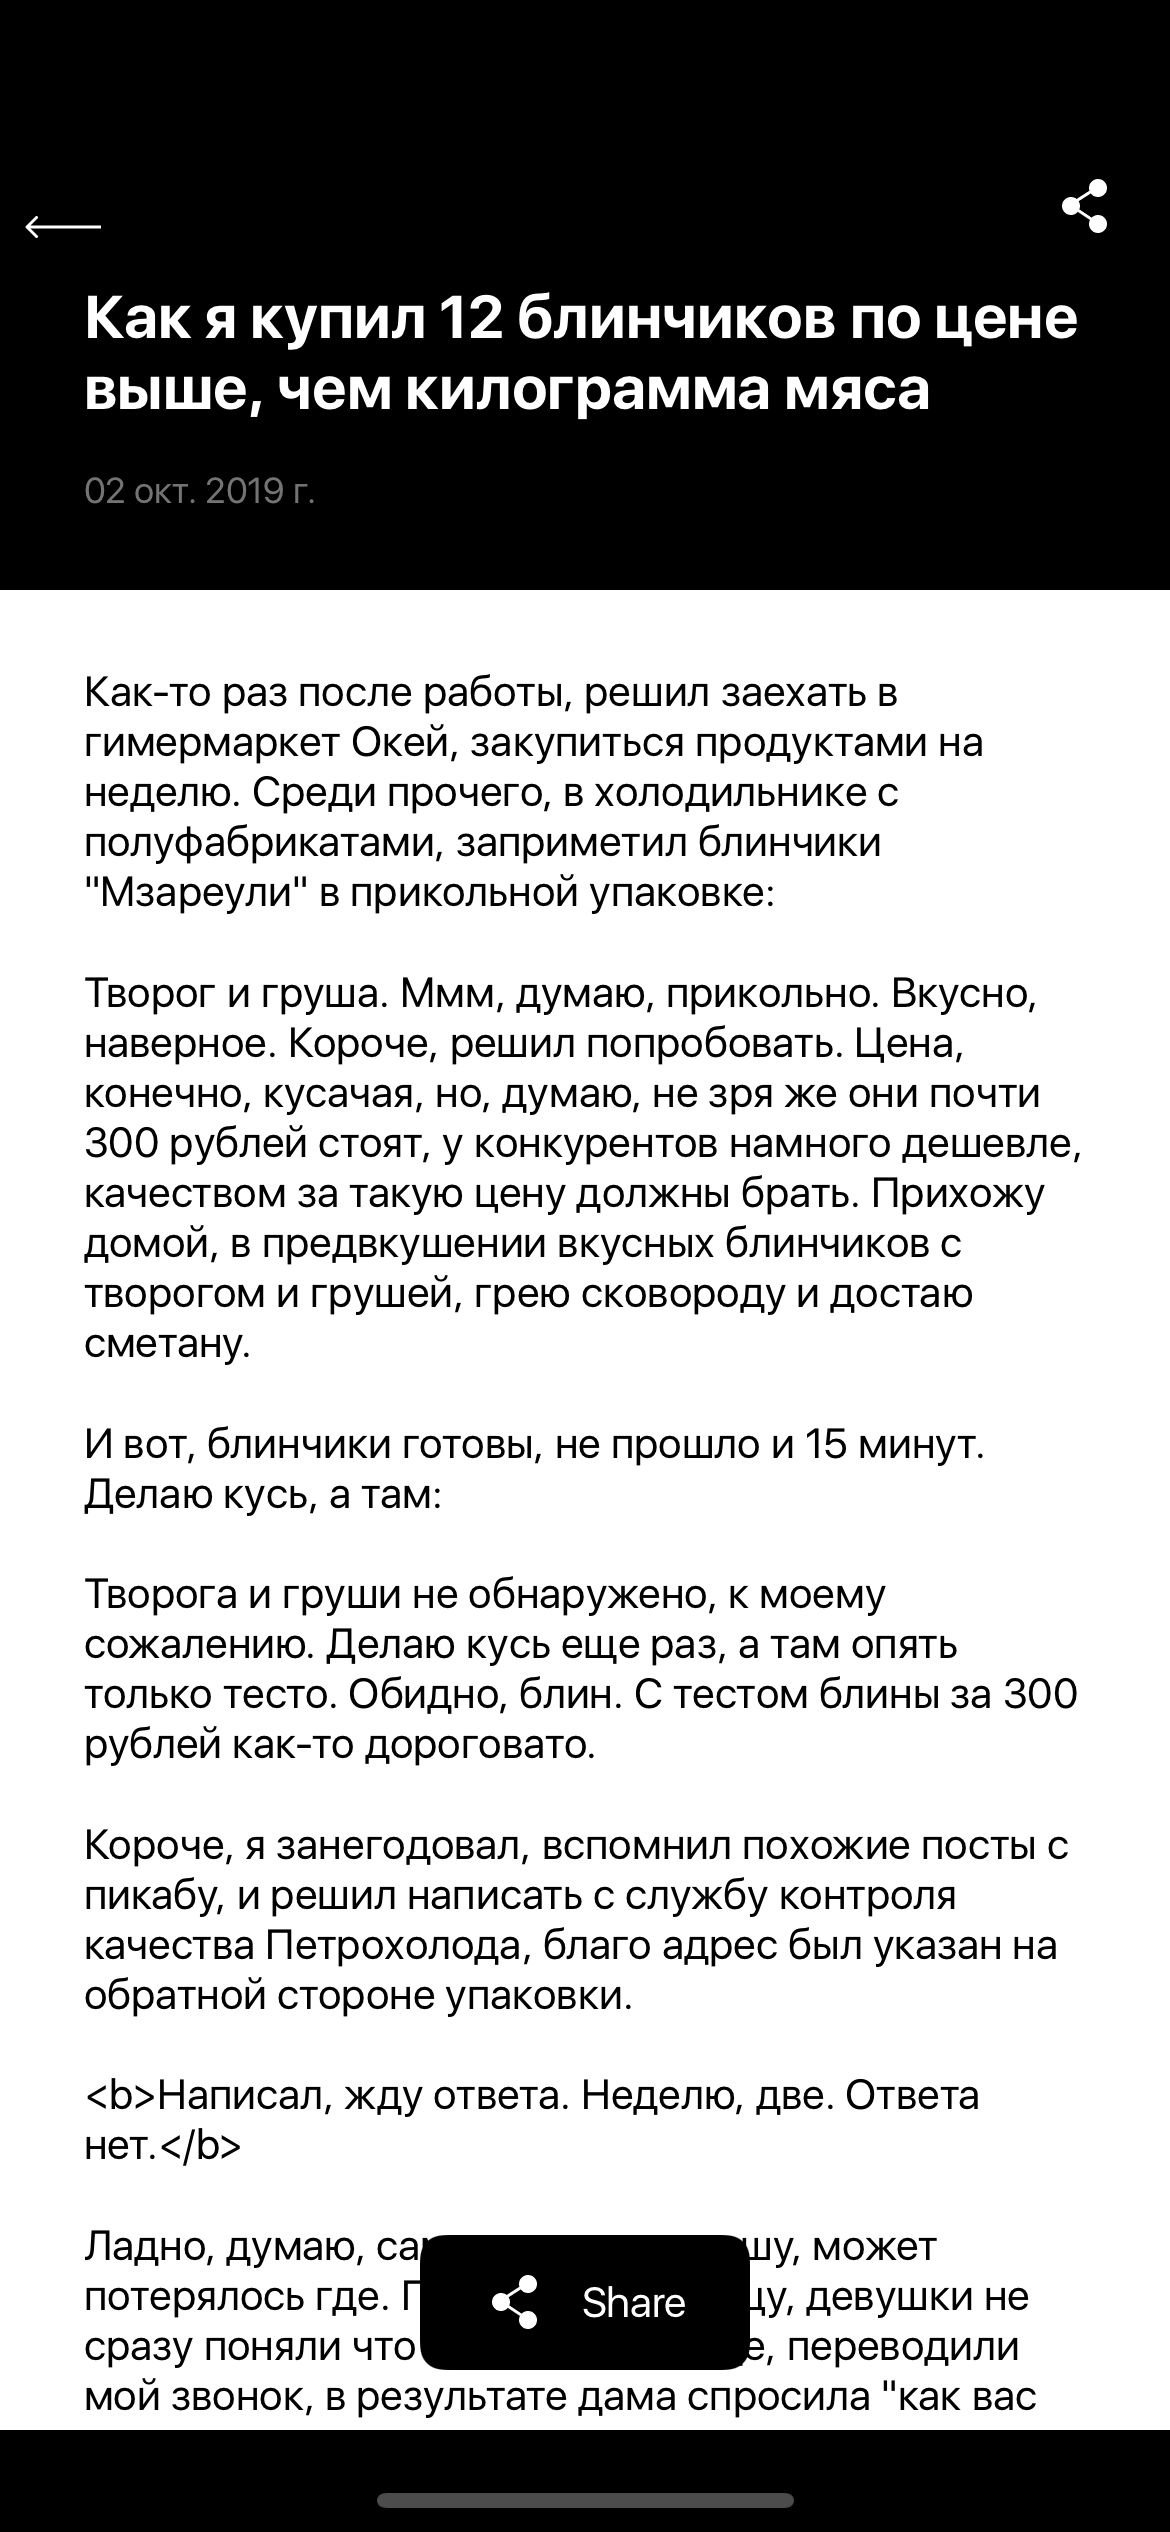 Как я купил 12 блинчиков по цене
выше, чем килограмма мяса
02 окт. 2019 г.
Как-то раз после работы, решил заехать в
гимермаркет Окей, закупиться продуктами на
неделю. Среди прочего, в холодильнике с
полуфабрикатами, заприметил блинчики
"Мзареули" в прикольной упаковке:
Творог и груша. Ммм, думаю, прикольно. Вкусно,
наверное. Короче, решил попробовать. Цена,
конечно, кусачая, но, думаю, не зря же они почти
300 рублей стоят, у конкурентов намного дешевле,
качеством за такую цену должны брать. Прихожу
домой, в предвкушении вкусных блинчиков с
творогом и грушей, грею сковороду и достаю
сметану.
И вот, блинчики готовы, не прошло и 15 минут.
Делаю кусь, а там:
Творога и груши не обнаружено, к моему
сожалению. Делаю кусь еще раз, а там опять
только тесто. Обидно, блин. С тестом блины за 300
рублей как-то дороговато.
Короче, я занегодовал, вспомнил похожие посты с
пикабу, и решил написать с службу контроля
качества Петрохолода, благо адрес был указан на
обратной стороне упаковки.
<b>Написал, жду ответа. Неделю, две. Ответа
нет.</b>
Ладно, думаю, может
потерялось где. девушки не
сразу поняли что переводили
мой звонок, в результате дама спросила "как вас
Share